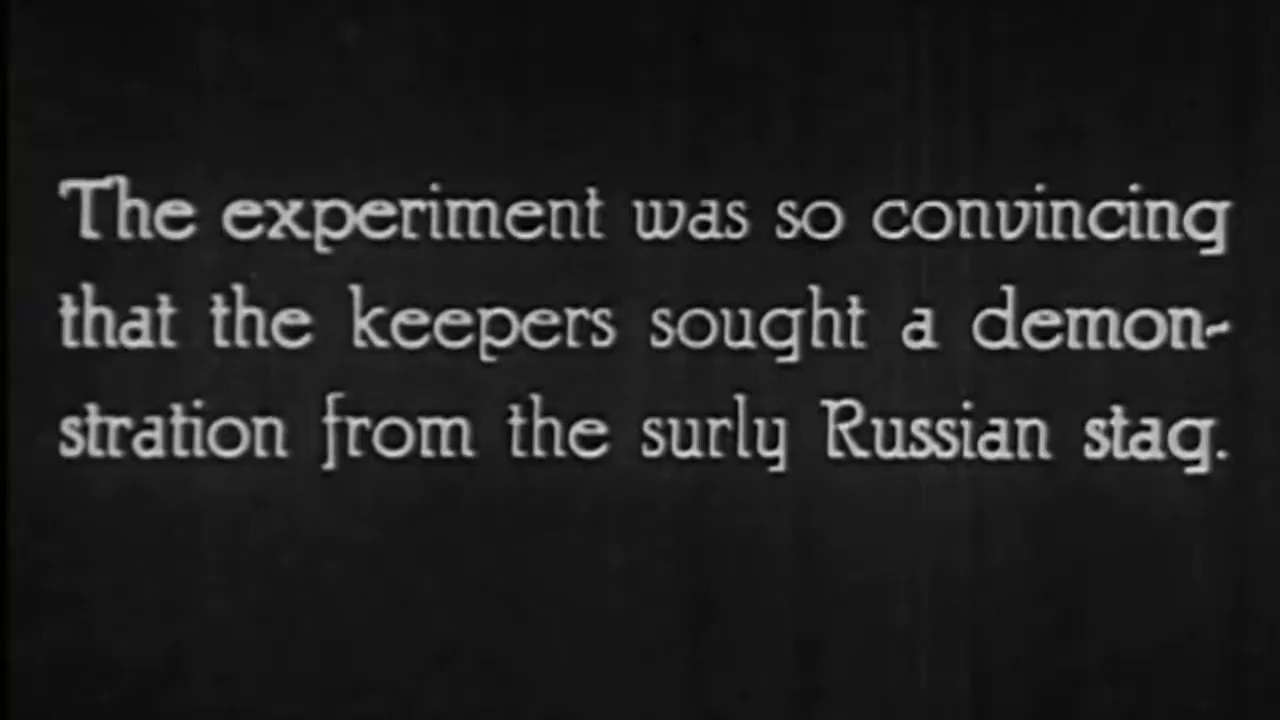 The experiment was so convincing
that the keepers sought a demon-
stration from the surly Russian stag.